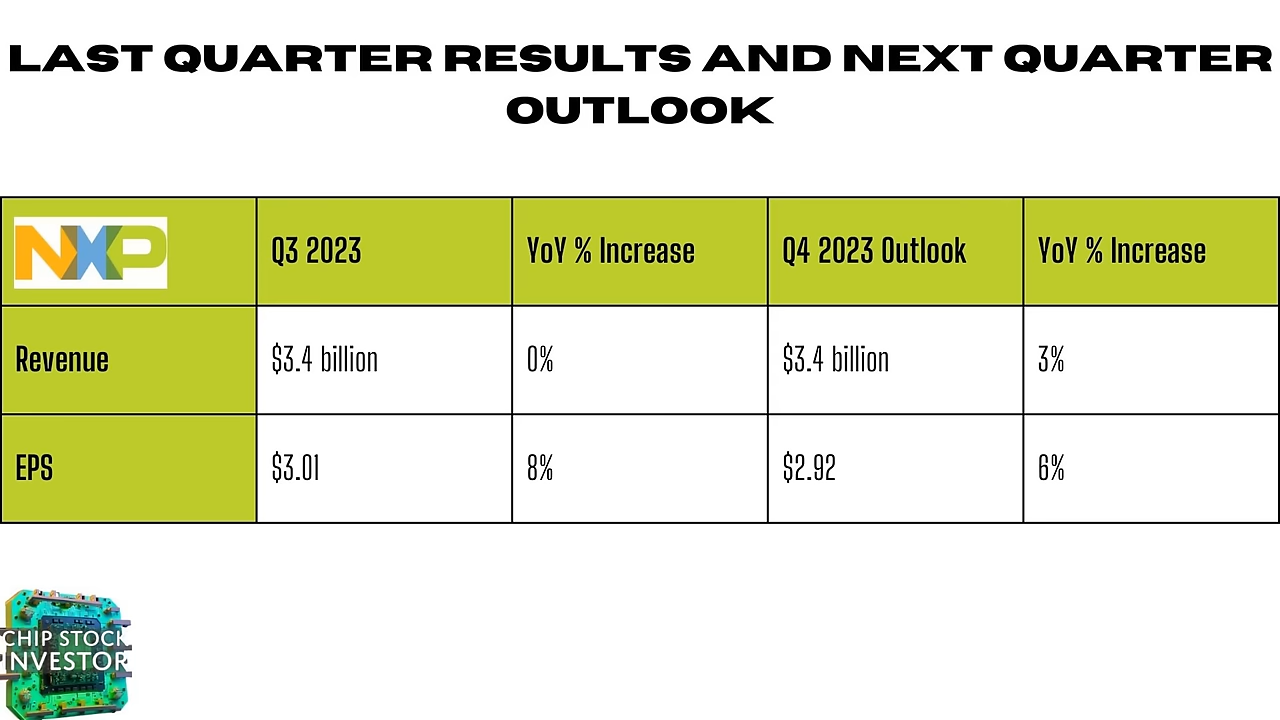 LAST QUARTER RESULTS AND NEXT QUARTER
OUTLOOK
NXP Q3 2023 YoY % Increase Q4 2023 Outlook YoY % Increase
Revenue $3.4 billion 0% $3.4 billion 3%
EPS $3.01 8% $2.92 6%
CHIP STOCK
INVESTOR